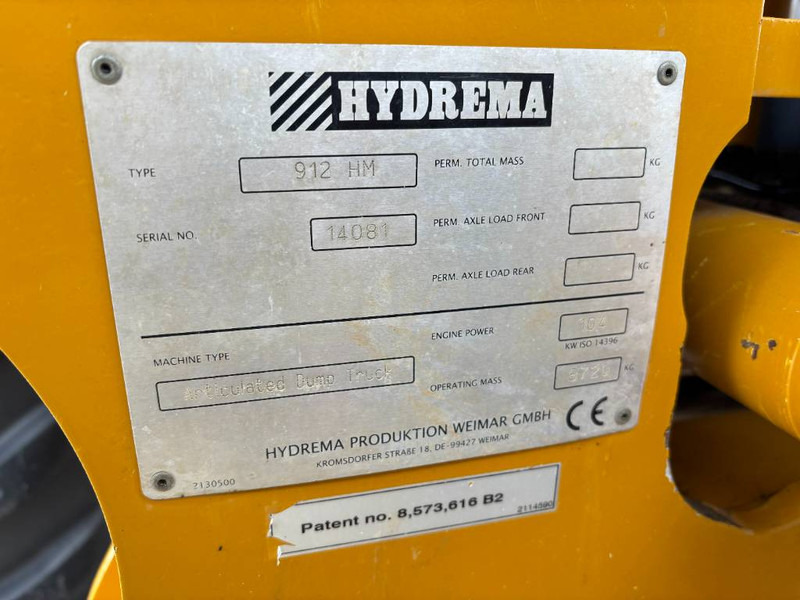 HYDREMA
TYPE 912 HM
SERIAL NO. 14081
PERM. TOTAL MASS KG
PERM. AXLE LOAD FRONT KG
PERM. AXLE LOAD REAR KG
MACHINE TYPE
Articulated Dump Truck
ENGINE POWER
KW ISO 14396
OPERATING MASS KG
HYDREMA PRODUKTION WEIMAR GMBH
KROMSDORFER STRAßE 18, DE-99427 WEIMAR
CE
2130500
Patent no. 8,573,616 B2